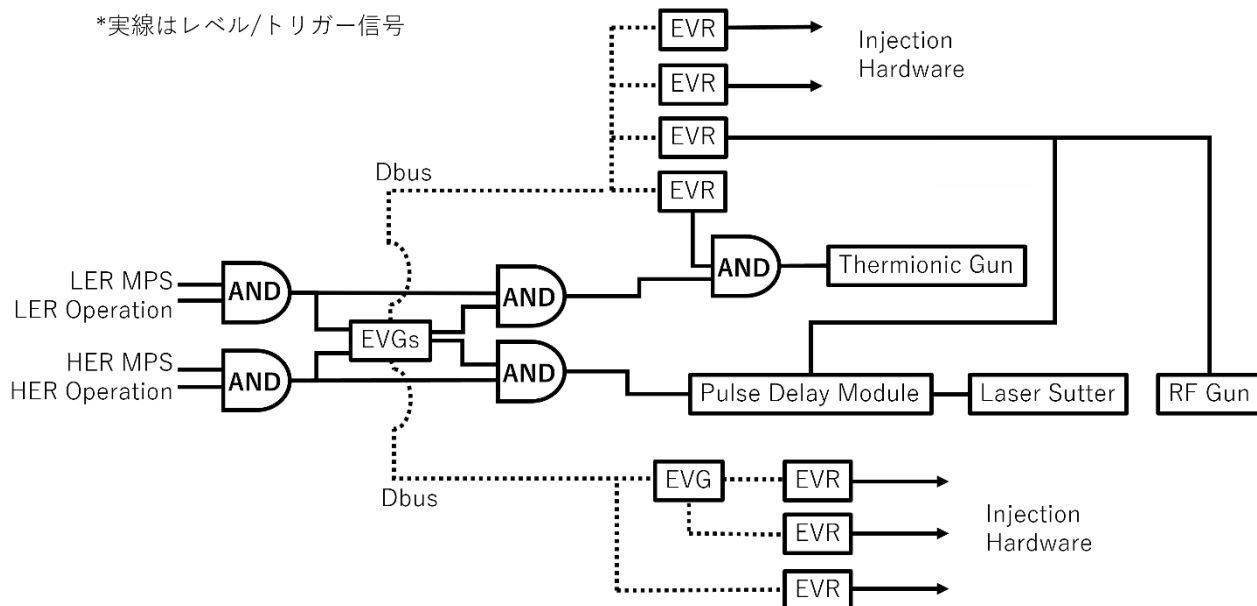 *実線はレベル/トリガー信号
EVR
Injection
Hardware
EVR
EVR
Dbus
EVR
AND
Thermionic Gun
LER MPS
LER Operation
AND
AND
EVGs
HER MPS
HER Operation
AND
AND
Pulse Delay Module
Laser Sutter
RF Gun
Dbus
EVG
EVR
Injection
Hardware
EVR
EVR